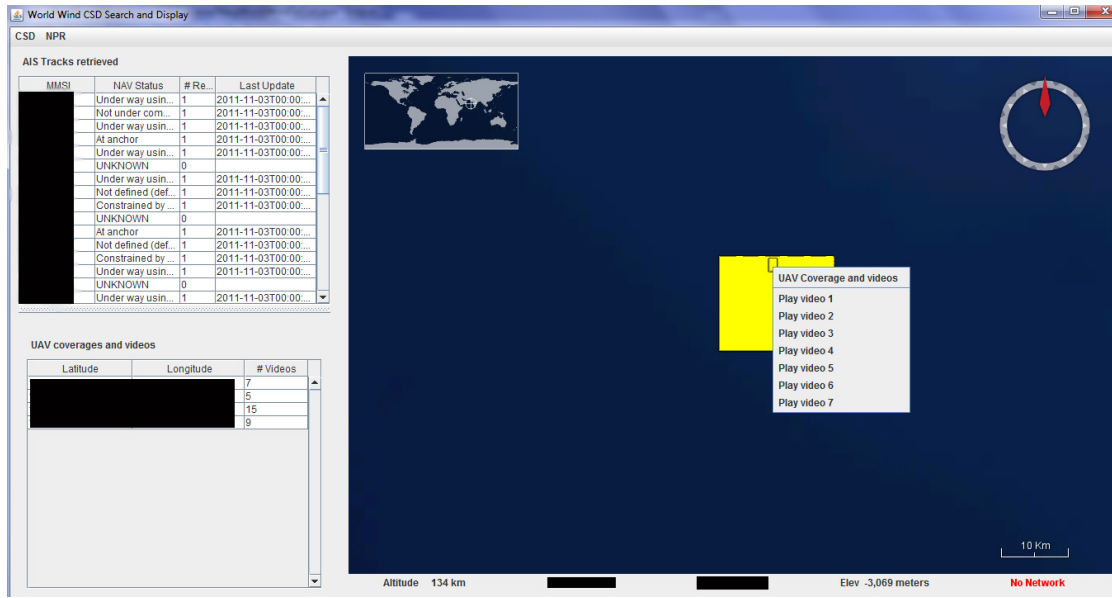 World Wind CSD Search and Display
CSD NPR
AIS Tracks retrieved
MMSI NAV Status # Re... Last Update
Under way usin... 1 2011-11-03T00:00:...
Not under com... 1 2011-11-03T00:00:...
Under way usin... 1 2011-11-03T00:00:...
At anchor 1 2011-11-03T00:00:...
Under way usin... 1 2011-11-03T00:00:...
UNKNOWN 0
Under way usin... 1 2011-11-03T00:00:...
Not defined (def... 1 2011-11-03T00:00:...
Constrained by ... 1 2011-11-03T00:00:...
UNKNOWN 0
At anchor 1 2011-11-03T00:00:...
Not defined (def... 1 2011-11-03T00:00:...
Constrained by ... 1 2011-11-03T00:00:...
Under way usin... 1 2011-11-03T00:00:...
UNKNOWN 0
Under way usin... 1 2011-11-03T00:00:...
UAV coverages and videos
Latitude Longitude # Videos
7
5
15
9
UAV Coverage and videos
Play video 1
Play video 2
Play video 3
Play video 4
Play video 5
Play video 6
Play video 7
10 Km
Altitude 134 km Elev -3,069 meters No Network